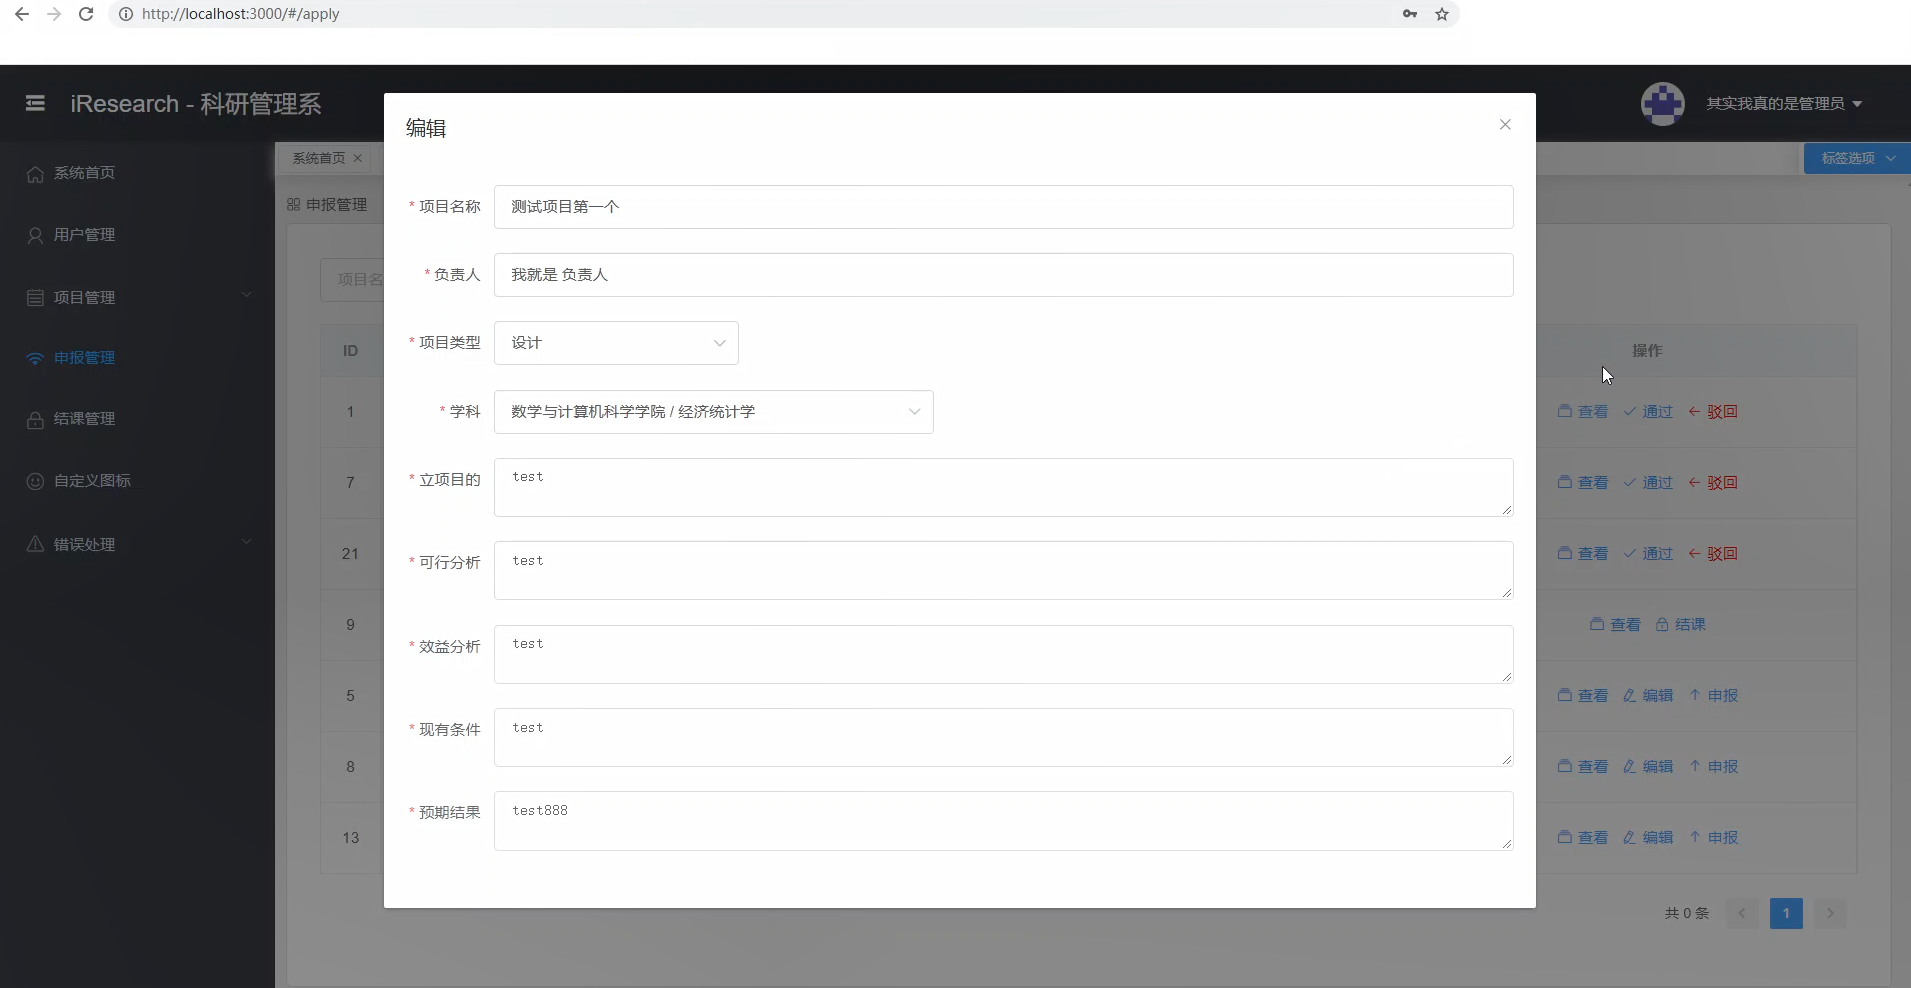 http://localhost:3000/#/apply
iResearch - 科研管理系
其实我真的是管理员
系统首页
用户管理
项目管理
申报管理
结课管理
自定义图标
错误处理
系统首页
标签选项
申报管理
项目名
编辑
* 项目名称 测试项目第一个
* 负责人 我就是 负责人
* 项目类型 设计
* 学科 数学与计算机科学学院 / 经济统计学
* 立项目的 test
* 可行分析 test
* 效益分析 test
* 现有条件 test
* 预期结果 test888
ID 操作
1 查看 通过 驳回
7 查看 通过 驳回
21 查看 通过 驳回
9 查看 结课
5 查看 编辑 申报
8 查看 编辑 申报
13 查看 编辑 申报
共 0 条 1